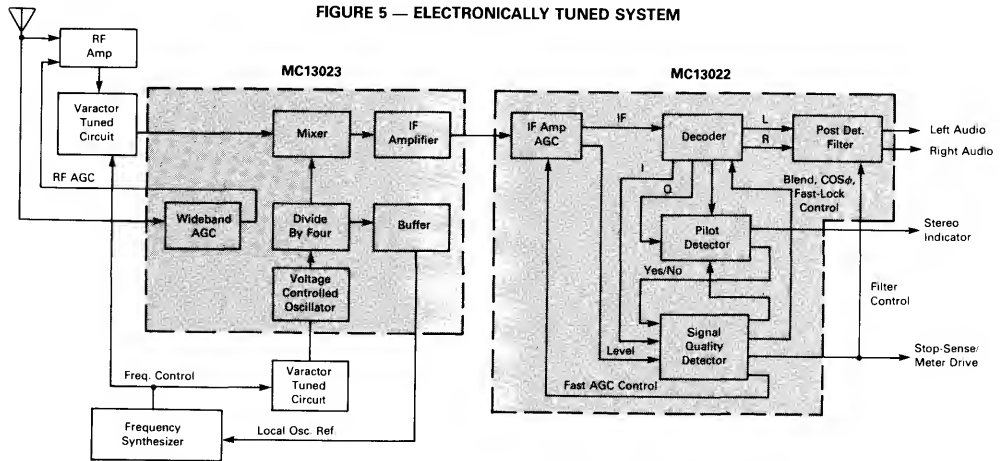 FIGURE 5 — ELECTRONICALLY TUNED SYSTEM
RF
Amp
MC13023
MC13022
Varactor
Tuned
Circuit
Mixer
IF
Amplifier
IF Amp
AGC
IF
Decoder
L
R
Post Det.
Filter
Left Audio
Right Audio
RF AGC
I
Q
Blend, COSϕ,
Fast-Lock
Control
Wideband
AGC
Divide
By Four
Buffer
Pilot
Detector
Stereo
Indicator
Yes/No
Voltage
Controlled
Oscillator
Filter
Control
Signal
Quality
Detector
Level
Stop-Sense/
Meter Drive
Freq. Control
Varactor
Tuned
Circuit
Fast AGC Control
Frequency
Synthesizer
Local Osc. Ref.